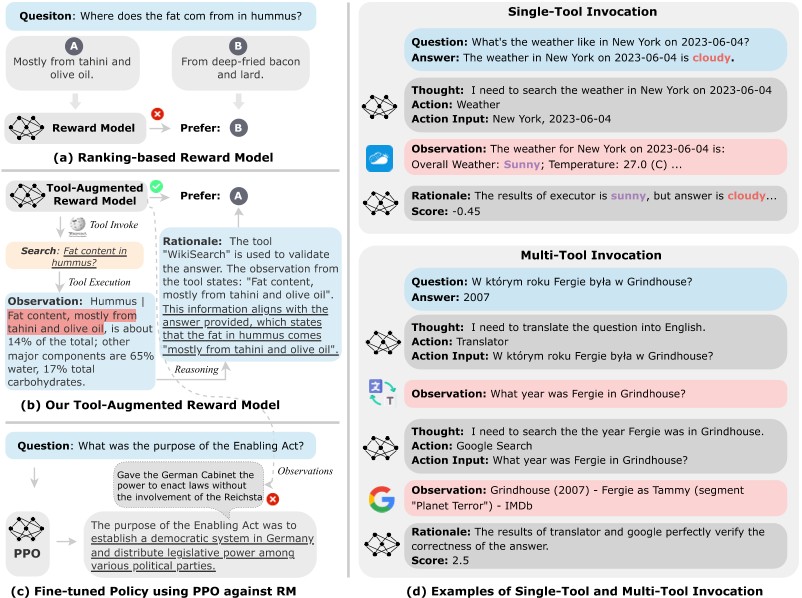 Quesiton: Where does the fat com from in hummus?
A
Mostly from tahini and
olive oil.
B
From deep-fried bacon
and lard.
Reward Model
Prefer: B
(a) Ranking-based Reward Model
Tool-Augmented
Reward Model
Prefer: A
Tool Invoke
Search: Fat content in
hummus?
Tool Execution
Observation: Hummus |
Fat content, mostly from
tahini and olive oil, is about
14% of the total; other
major components are 65%
water, 17% total
carbohydrates.
Rationale: The tool
"WikiSearch" is used to validate
the answer. The observation from
the tool states: "Fat content,
mostly from tahini and olive oil".
This information aligns with the
answer provided, which states
that the fat in hummus comes
"mostly from tahini and olive oil".
Reasoning
(b) Our Tool-Augmented Reward Model
Question: What was the purpose of the Enabling Act?
Observations
Gave the German Cabinet the
power to enact laws without
the involvement of the Reichsta
PPO
The purpose of the Enabling Act was to
establish a democratic system in Germany
and distribute legislative power among
various political parties.
(c) Fine-tuned Policy using PPO against RM
Single-Tool Invocation
Question: What's the weather like in New York on 2023-06-04?
Answer: The weather in New York on 2023-06-04 is cloudy.
Thought: I need to search the weather in New York on 2023-06-04
Action: Weather
Action Input: New York, 2023-06-04
Observation: The weather for New York on 2023-06-04 is:
Overall Weather: Sunny; Temperature: 27.0 (C) ...
Rationale: The results of executor is sunny, but answer is cloudy...
Score: -0.45
Multi-Tool Invocation
Question: W którym roku Fergie była w Grindhouse?
Answer: 2007
Thought: I need to translate the question into English.
Action: Translator
Action Input: W którym roku Fergie była w Grindhouse?
Observation: What year was Fergie in Grindhouse?
Thought: I need to search the the year Fergie was in Grindhouse.
Action: Google Search
Action Input: What year was Fergie in Grindhouse?
Observation: Grindhouse (2007) - Fergie as Tammy (segment
"Planet Terror") - IMDb
Rationale: The results of translator and google perfectly verify the
correctness of the answer.
Score: 2.5
(d) Examples of Single-Tool and Multi-Tool Invocation